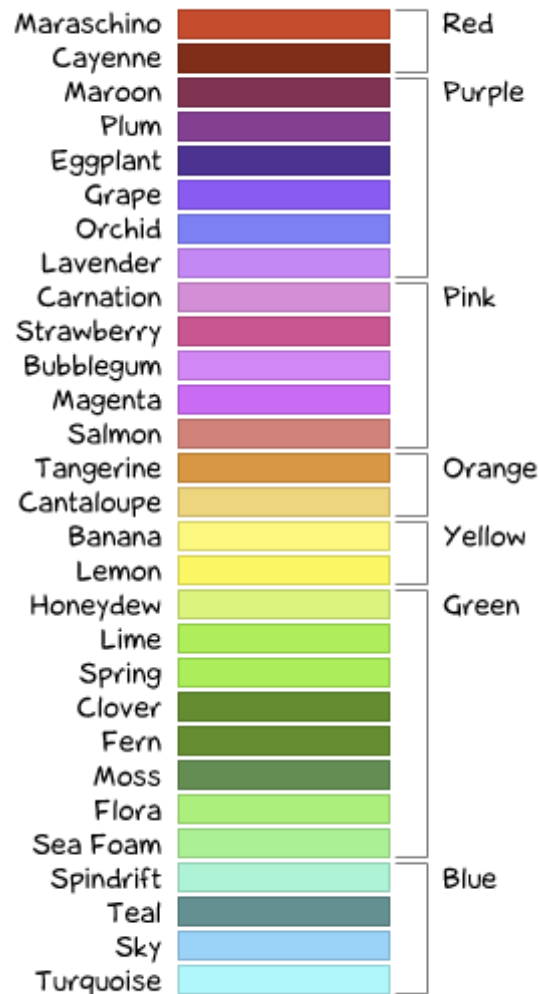 Maraschino Red
Cayenne
Maroon Purple
Plum
Eggplant
Grape
Orchid
Lavender
Carnation Pink
Strawberry
Bubblegum
Magenta
Salmon
Tangerine Orange
Cantaloupe
Banana Yellow
Lemon
Honeydew Green
Lime
Spring
Clover
Fern
Moss
Flora
Sea Foam
Spindrift Blue
Teal
Sky
Turquoise